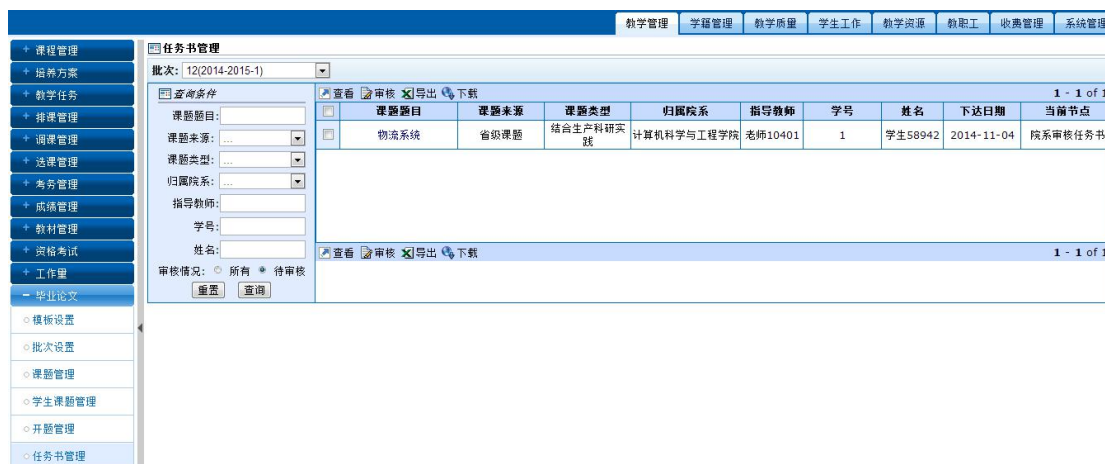 教学管理 学籍管理 教学质量 学生工作 教学资源 教职工 收费管理 系统管理
+ 课程管理
+ 培养方案
+ 教学任务
+ 排课管理
+ 调课管理
+ 选课管理
+ 考务管理
+ 成绩管理
+ 教材管理
+ 资格考试
+ 工作量
- 毕业论文
模板设置
批次设置
课题管理
学生课题管理
开题管理
任务书管理
任务书管理
批次: 12(2014-2015-1)
查询条件
课题题目:
课题来源: ...
课题类型: ...
归属院系: ...
指导教师:
学号:
姓名:
审核情况: 所有 待审核
重置 查询
查看 审核 导出 下载 1 - 1 of 1
课题题目 课题来源 课题类型 归属院系 指导教师 学号 姓名 下达日期 当前节点
物流系统 省级课题 结合生产科研实践 计算机科学与工程学院 老师10401 1 学生58942 2014-11-04 院系审核任务书
查看 审核 导出 下载 1 - 1 of 1